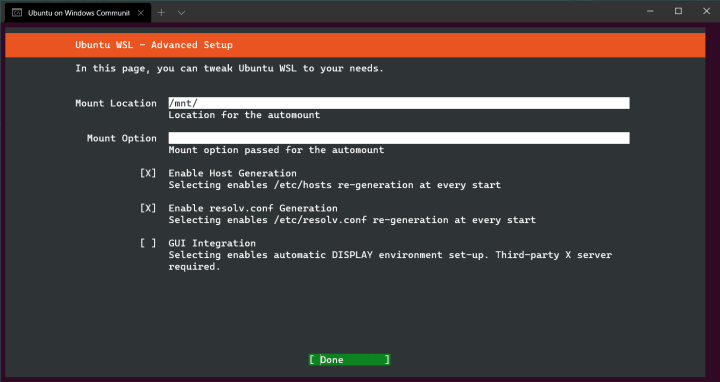 Ubuntu on Windows Communit
Ubuntu WSL - Advanced Setup
In this page, you can tweak Ubuntu WSL to your needs.
Mount Location /mnt/
Location for the automount
Mount Option
Mount option passed for the automount
[X] Enable Host Generation
Selecting enables /etc/hosts re-generation at every start
[X] Enable resolv.conf Generation
Selecting enables /etc/resolv.conf re-generation at every start
[ ] GUI Integration
Selecting enables automatic DISPLAY environment set-up. Third-party X server
required.
[ Done ]